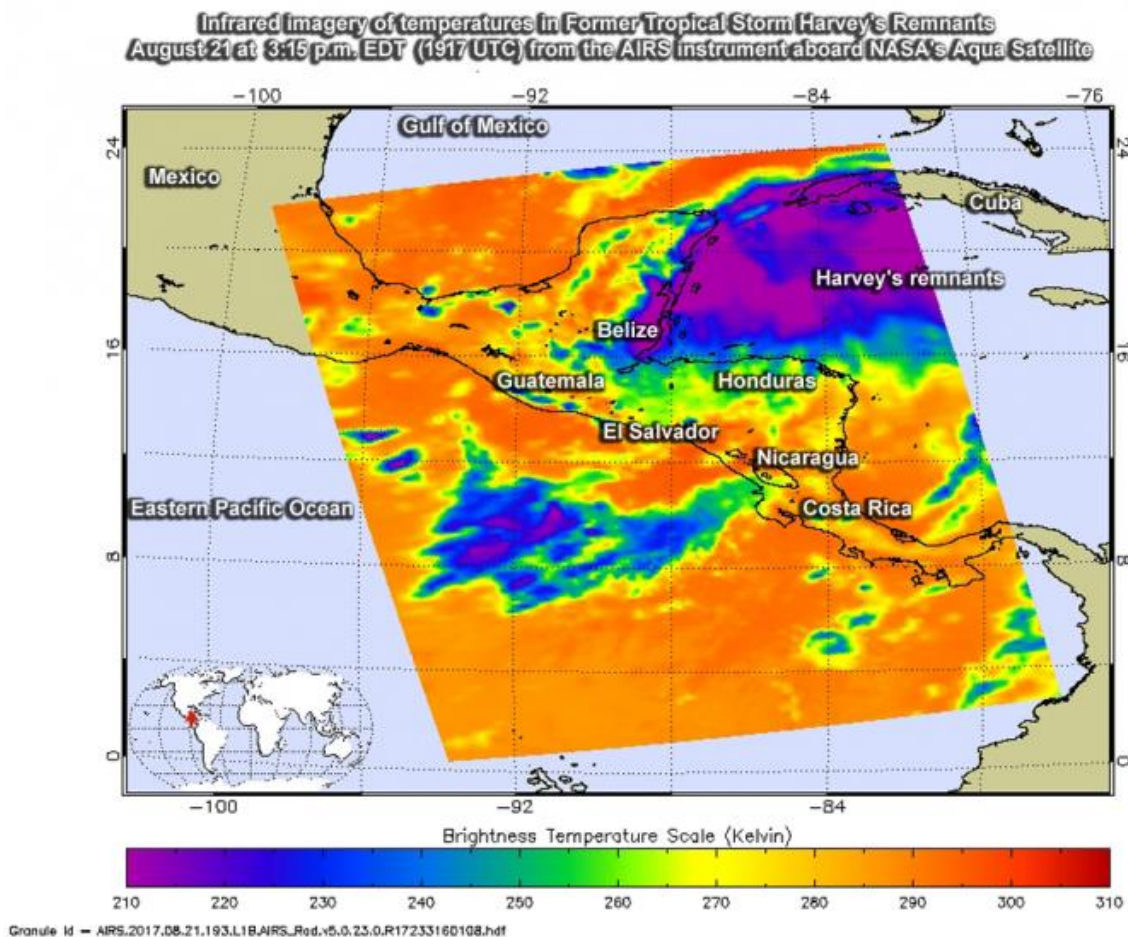 Infrared imagery of temperatures in Former Tropical Storm Harvey's Remnants
August 21 at 3:15 p.m. EDT (1917 UTC) from the AIRS instrument aboard NASA's Aqua Satellite
-100 -92 -84 -76
Gulf of Mexico
24 24
Mexico
Cuba
Harvey's remnants
Belize
16 16
Guatemala Honduras
El Salvador
Nicaragua
Eastern Pacific Ocean Costa Rica
8 8
0 0
-100 -92 -84
Brightness Temperature Scale (Kelvin)
210 220 230 240 250 260 270 280 290 300 310
Granule Id - AIRS.2017.08.21.193.L1B.AIRS_Rad.v5.0.23.0.R17233160108.hdf